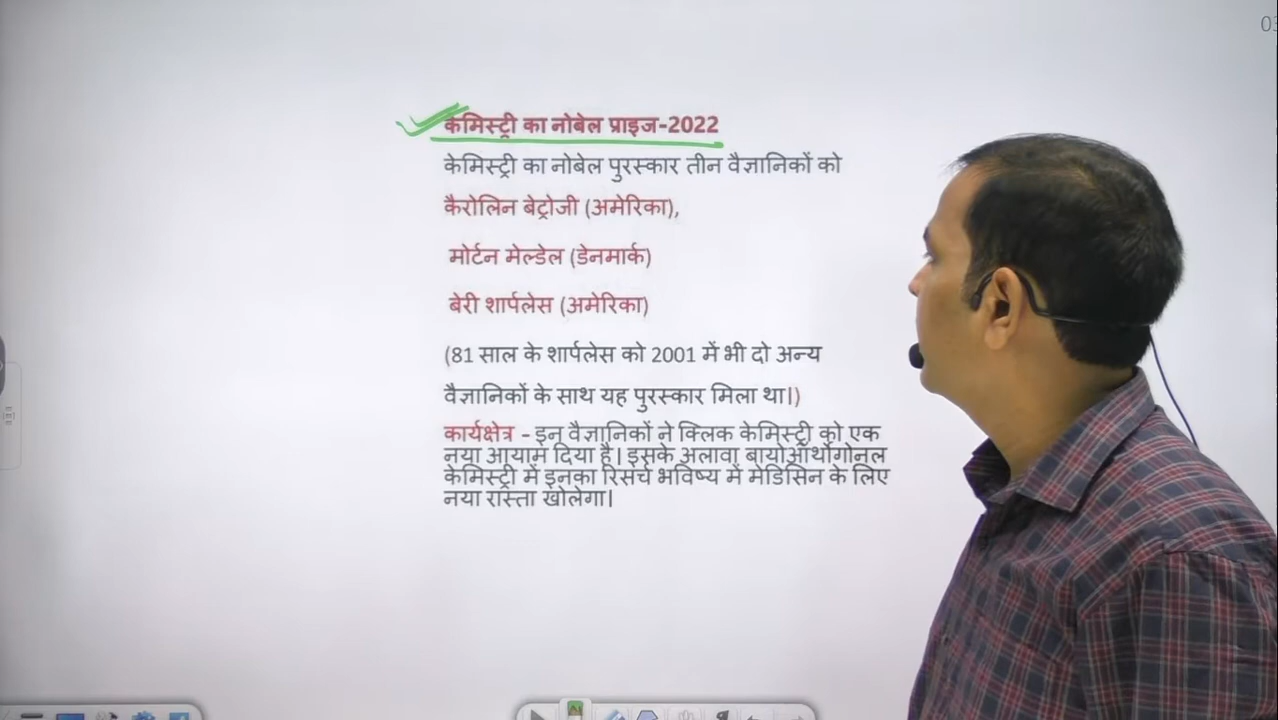 03
केमिस्ट्री का नोबेल प्राइज-2022
केमिस्ट्री का नोबेल पुरस्कार तीन वैज्ञानिकों को
कैरोलिन बेट्रोजी (अमेरिका),
मोर्टन मेल्डेल (डेनमार्क)
बेरी शार्पलेस (अमेरिका)
(81 साल के शार्पलेस को 2001 में भी दो अन्य
वैज्ञानिकों के साथ यह पुरस्कार मिला था।)
कार्यक्षेत्र - इन वैज्ञानिकों ने क्लिक केमिस्ट्री को एक
नया आयाम दिया है। इसके अलावा बायोऑर्थोगोनल
केमिस्ट्री में इनका रिसर्च भविष्य में मेडिसिन के लिए
नया रास्ता खोलेगा।